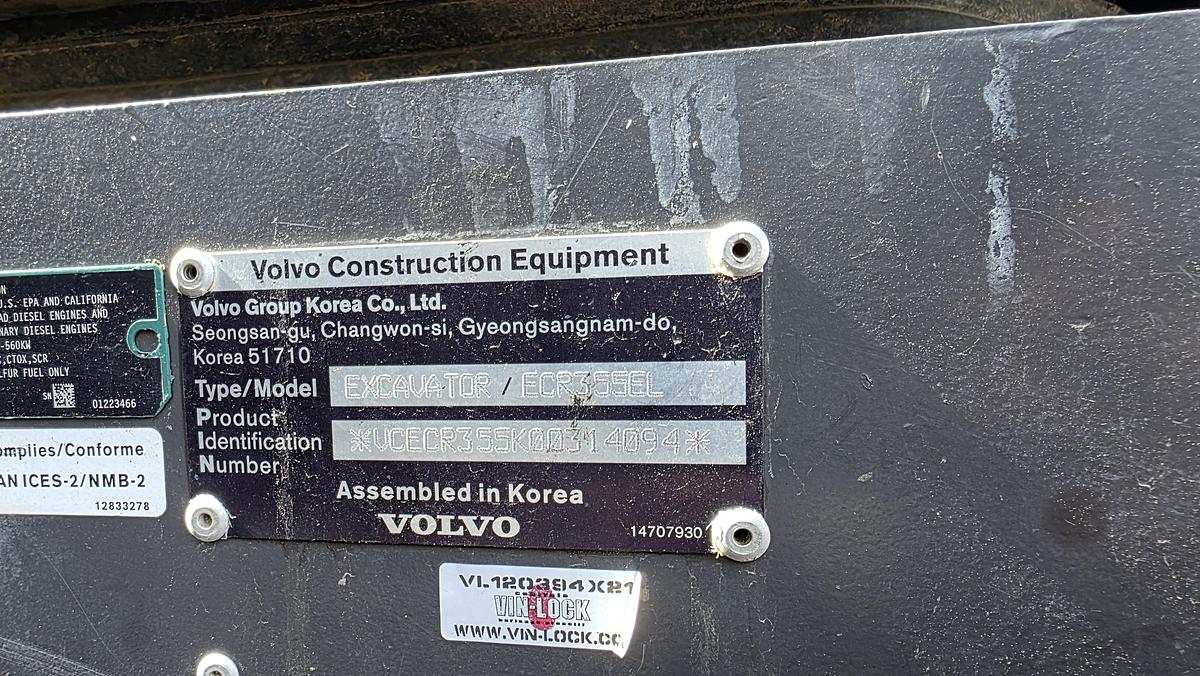 N
U.S. EPA AND CALIFORNIA
AD DIESEL ENGINES AND
NARY DIESEL ENGINES
-560KW
C,CTOX,SCR
LFUR FUEL ONLY
SN
01223466
omplies/Conforme
AN ICES-2/NMB-2
12833278
Volvo Construction Equipment
Volvo Group Korea Co., Ltd.
Seongsan-gu, Changwon-si, Gyeongsangnam-do,
Korea 51710
Type/Model EXCAVATOR / ECR355EL
Product
Identification *VCECR355K00314094*
Number
Assembled in Korea
VOLVO
14707930
VL120394X21
VIN-LOCK
WWW.VIN-LOCK.CO